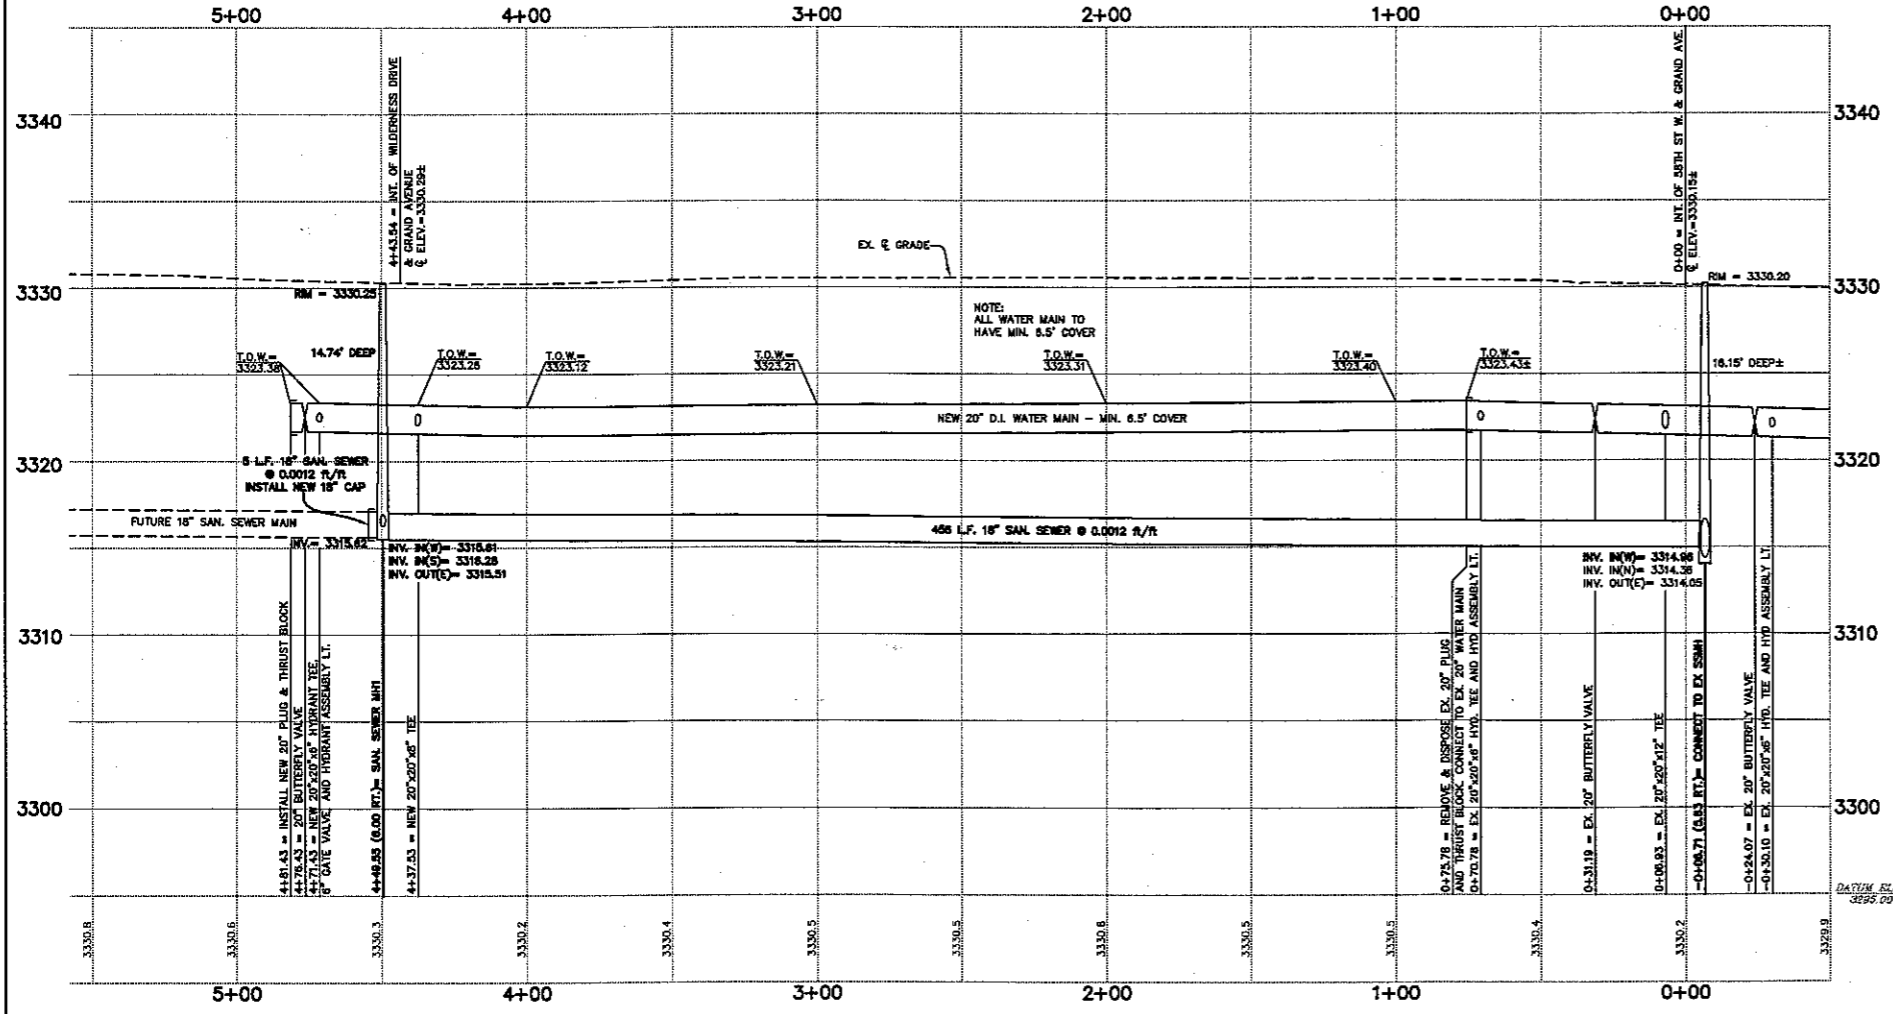 5+00 4+00 3+00 2+00 1+00 0+00
4+43.54 = INT. OF WILDERNESS DRIVE
& GRAND AVENUE
℄ ELEV.=3330.29±
0+00 = INT. OF 58TH ST W. & GRAND AVE.
℄ ELEV.=3330.15±
3340 3340
EX. ℄ GRADE
RIM = 3330.25
RIM = 3330.20
3330 3330
NOTE:
ALL WATER MAIN TO
HAVE MIN. 6.5' COVER
14.74' DEEP
16.15' DEEP±
T.O.W.=
3323.38
T.O.W.=
3323.25
T.O.W.=
3323.12
T.O.W.=
3323.21
T.O.W.=
3323.31
T.O.W.=
3323.40
T.O.W.=
3323.43±
NEW 20" D.I. WATER MAIN - MIN. 6.5' COVER
3320 3320
5 L.F. 18" SAN. SEWER
@ 0.0012 ft/ft
INSTALL NEW 18" CAP
FUTURE 18" SAN. SEWER MAIN
456 L.F. 18" SAN. SEWER @ 0.0012 ft/ft
INV.= 3315.62
INV. IN(W)= 3315.61
INV. IN(S)= 3316.28
INV. OUT(E)= 3315.51
INV. IN(W)= 3314.96
INV. IN(N)= 3314.36
INV. OUT(E)= 3314.05
3310 3310
4+81.43 = INSTALL NEW 20" PLUG & THRUST BLOCK
4+76.43 = 20" BUTTERFLY VALVE
4+71.43 = NEW 20"x20"x6" HYDRANT TEE,
6" GATE VALVE, AND HYDRANT ASSEMBLY LT.
4+49.55 (6.00 RT.)= SAN. SEWER MH1
4+37.53 = NEW 20"x20"x8" TEE
0+75.78 = REMOVE & DISPOSE EX. 20" PLUG
AND THRUST BLOCK. CONNECT TO EX. 20" WATER MAIN
0+70.78 = EX. 20"x20"x6" HYD. TEE AND HYD ASSEMBLY LT.
0+31.19 = EX. 20" BUTTERFLY VALVE
0+06.93 = EX. 20"x20"x12" TEE
-0+06.71 (5.83 RT.)= CONNECT TO EX SSMH
-0+24.07 = EX. 20" BUTTERFLY VALVE
-0+30.10 = EX. 20"x20"x6" HYD. TEE AND HYD ASSEMBLY LT.
3300 3300
DATUM EL
3295.00
3330.8 3330.6 3330.3 3330.2 3330.4 3330.5 3330.5 3330.6 3330.5 3330.5 3330.4 3330.2 3329.9
5+00 4+00 3+00 2+00 1+00 0+00